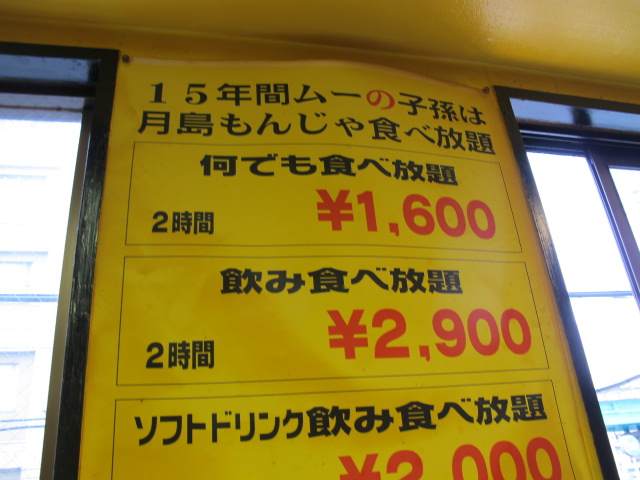 15年間ムーの子孫は
月島もんじゃ食べ放題
何でも食べ放題
2時間 ¥1,600
飲み食べ放題
2時間 ¥2,900
ソフトドリンク飲み食べ放題
¥2,000